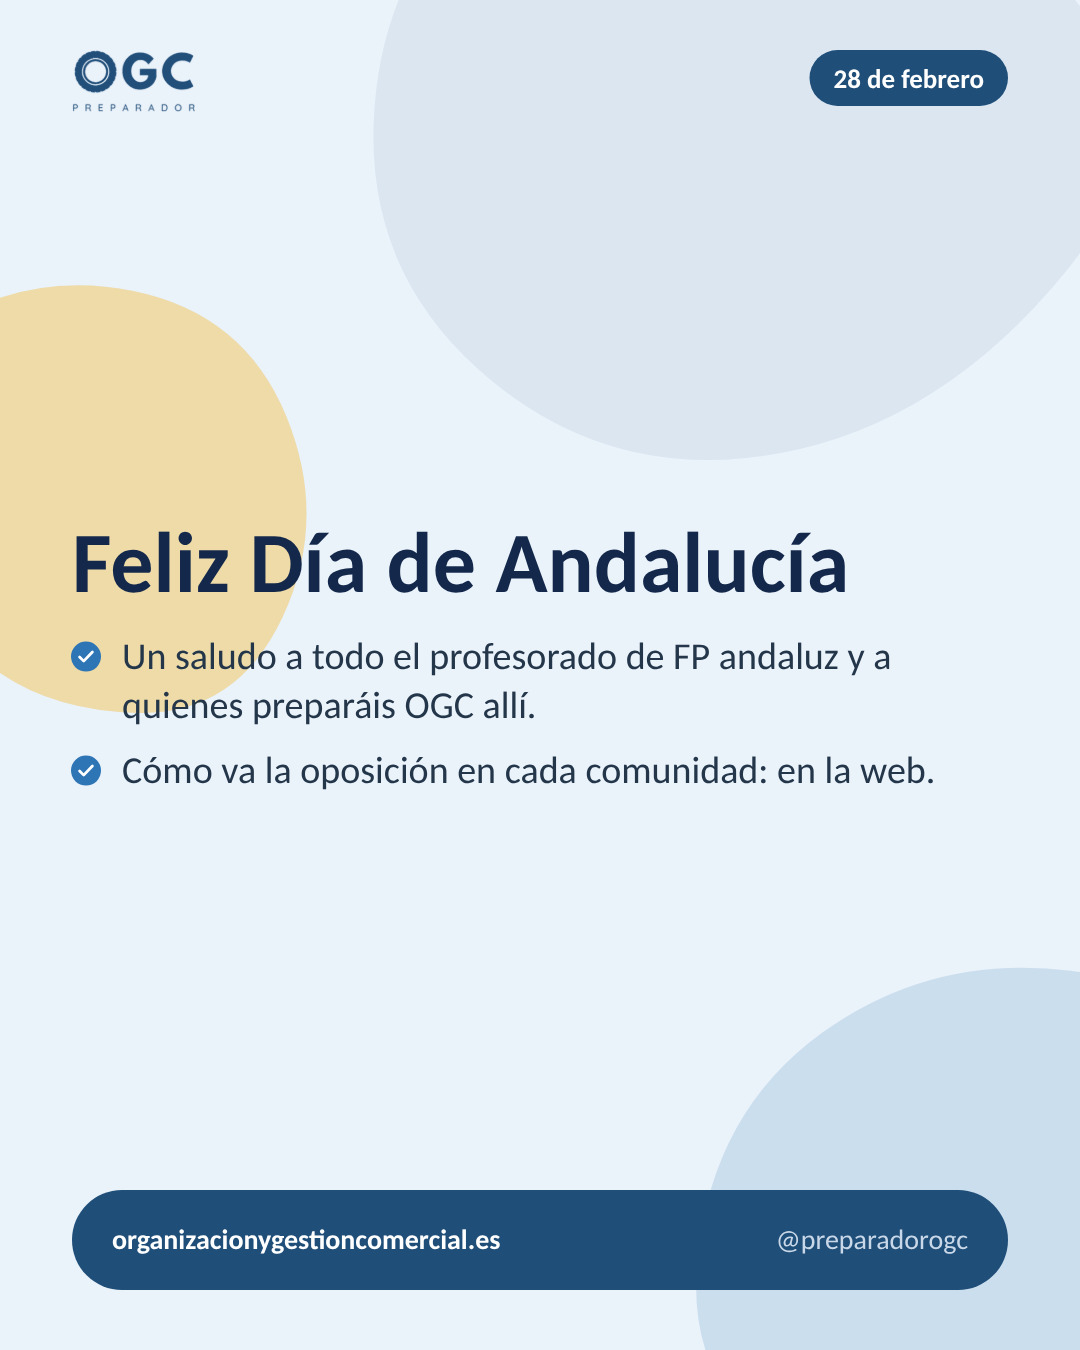 OGC
PREPARADOR
28 de febrero
Feliz Día de Andalucía
Un saludo a todo el profesorado de FP andaluz y a
quienes preparáis OGC allí.
Cómo va la oposición en cada comunidad: en la web.
organizacionygestioncomercial.es
@preparadorogc